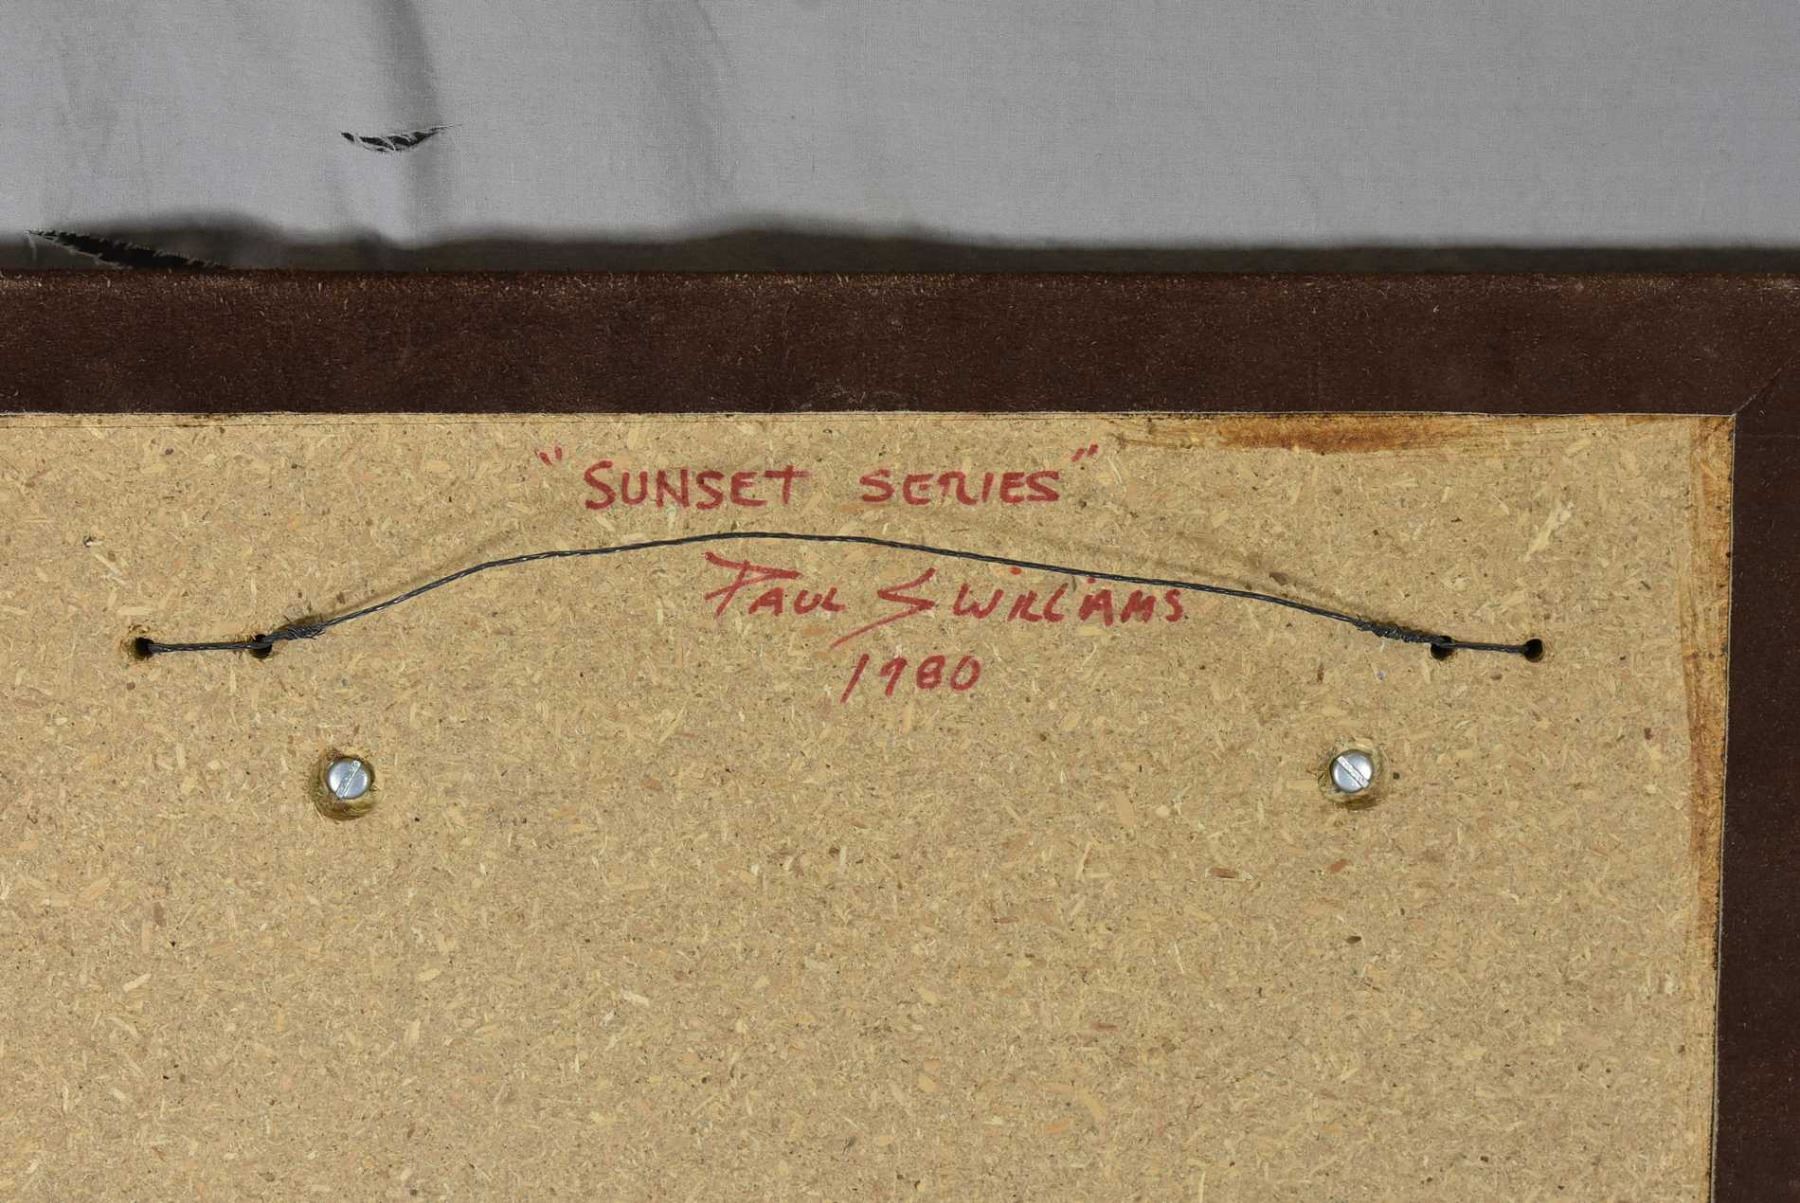 "SUNSET SERIES"
PAUL S WILLIAMS
1980